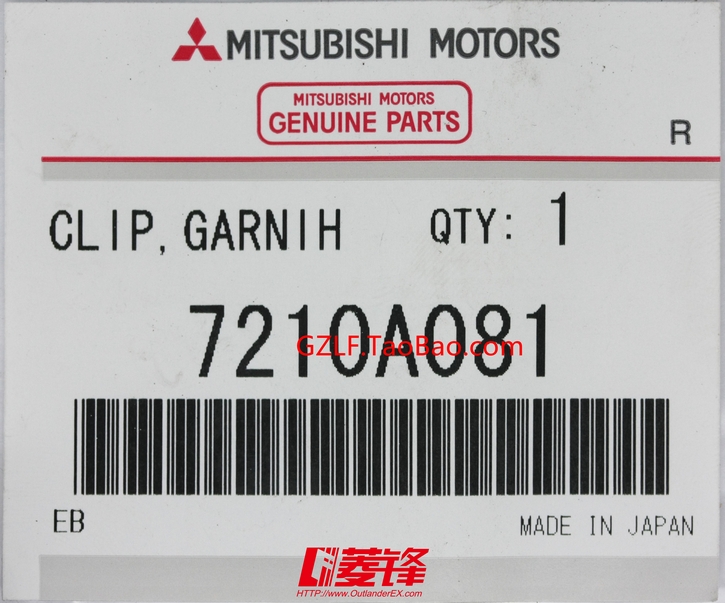 MITSUBISHI MOTORS
MITSUBISHI MOTORS
GENUINE PARTS
R
CLIP, GARNIH QTY: 1
7210A081
GZLF.TaoBao.com
EB
MADE IN JAPAN
菱锋
HTTP://www.OutlanderEX.com